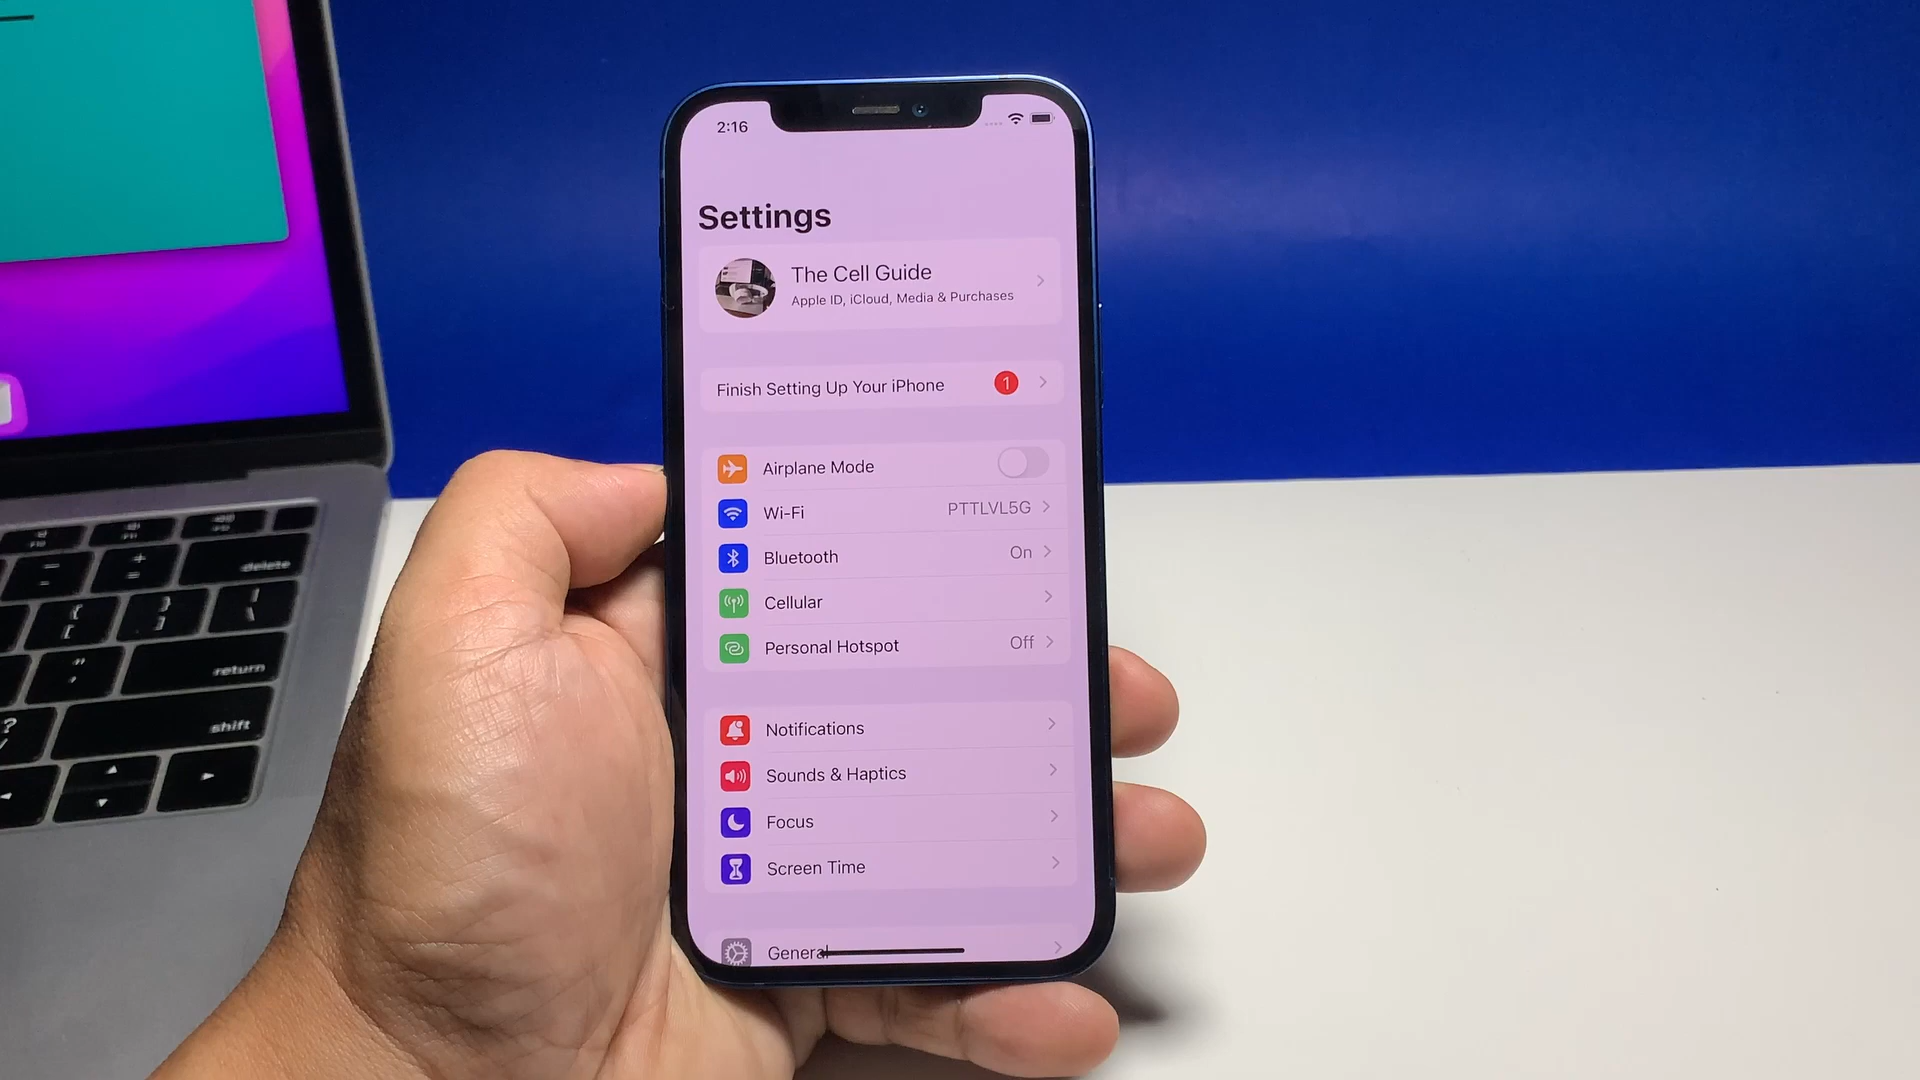 2:16
Settings
The Cell Guide
Apple ID, iCloud, Media & Purchases
Finish Setting Up Your iPhone 1
Airplane Mode
Wi-Fi PTTLVL5G
Bluetooth On
Cellular
Personal Hotspot Off
Notifications
Sounds & Haptics
Focus
Screen Time
General
delete
return
shift